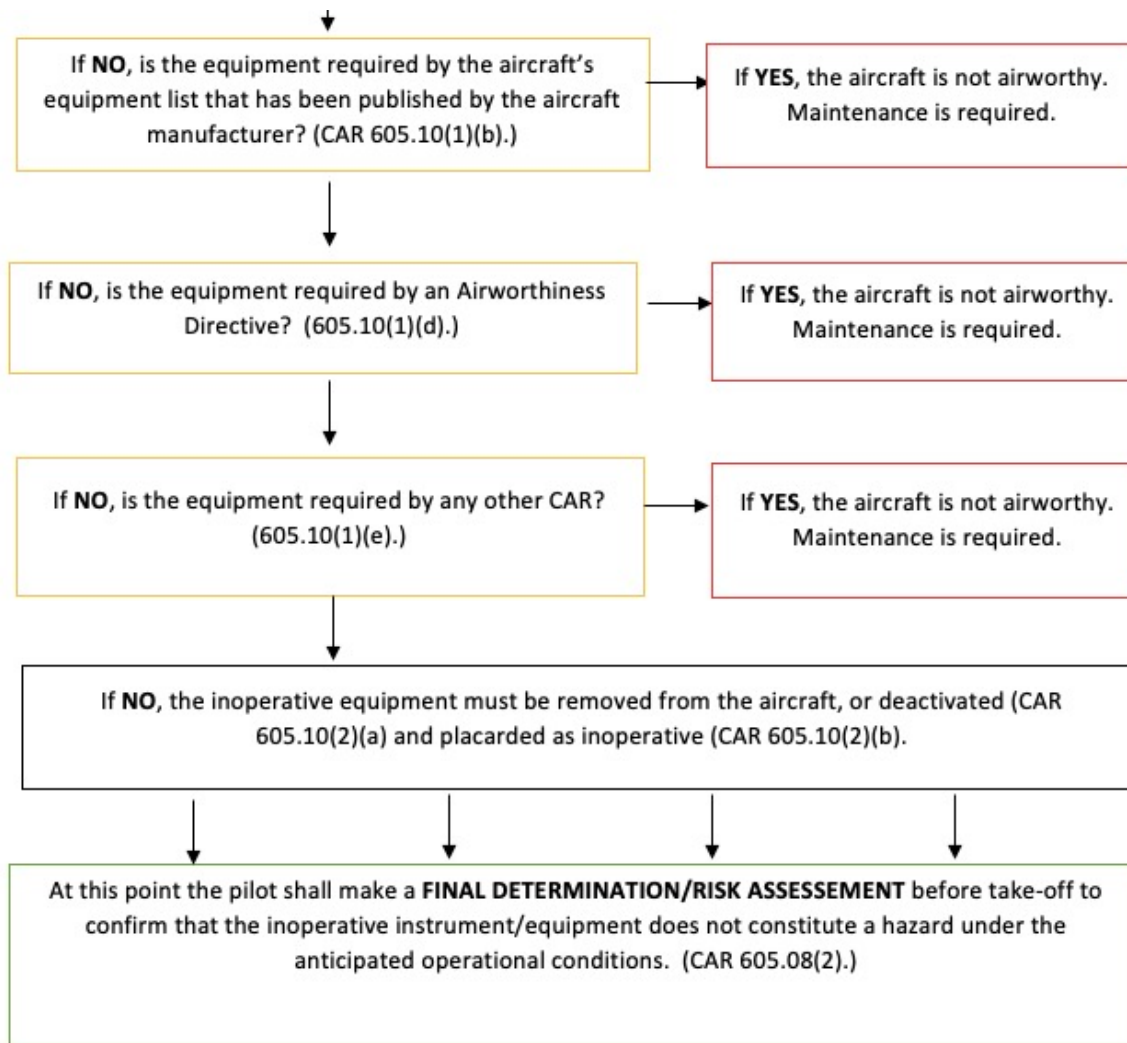 If NO, is the equipment required by the aircraft's
equipment list that has been published by the aircraft
manufacturer? (CAR 605.10(1)(b).)
If YES, the aircraft is not airworthy.
Maintenance is required.
If NO, is the equipment required by an Airworthiness
Directive?  (605.10(1)(d).)
If YES, the aircraft is not airworthy.
Maintenance is required.
If NO, is the equipment required by any other CAR?
(605.10(1)(e).)
If YES, the aircraft is not airworthy.
Maintenance is required.
If NO, the inoperative equipment must be removed from the aircraft, or deactivated (CAR
605.10(2)(a) and placarded as inoperative (CAR 605.10(2)(b).
At this point the pilot shall make a FINAL DETERMINATION/RISK ASSESSEMENT before take-off to
confirm that the inoperative instrument/equipment does not constitute a hazard under the
anticipated operational conditions.  (CAR 605.08(2).)